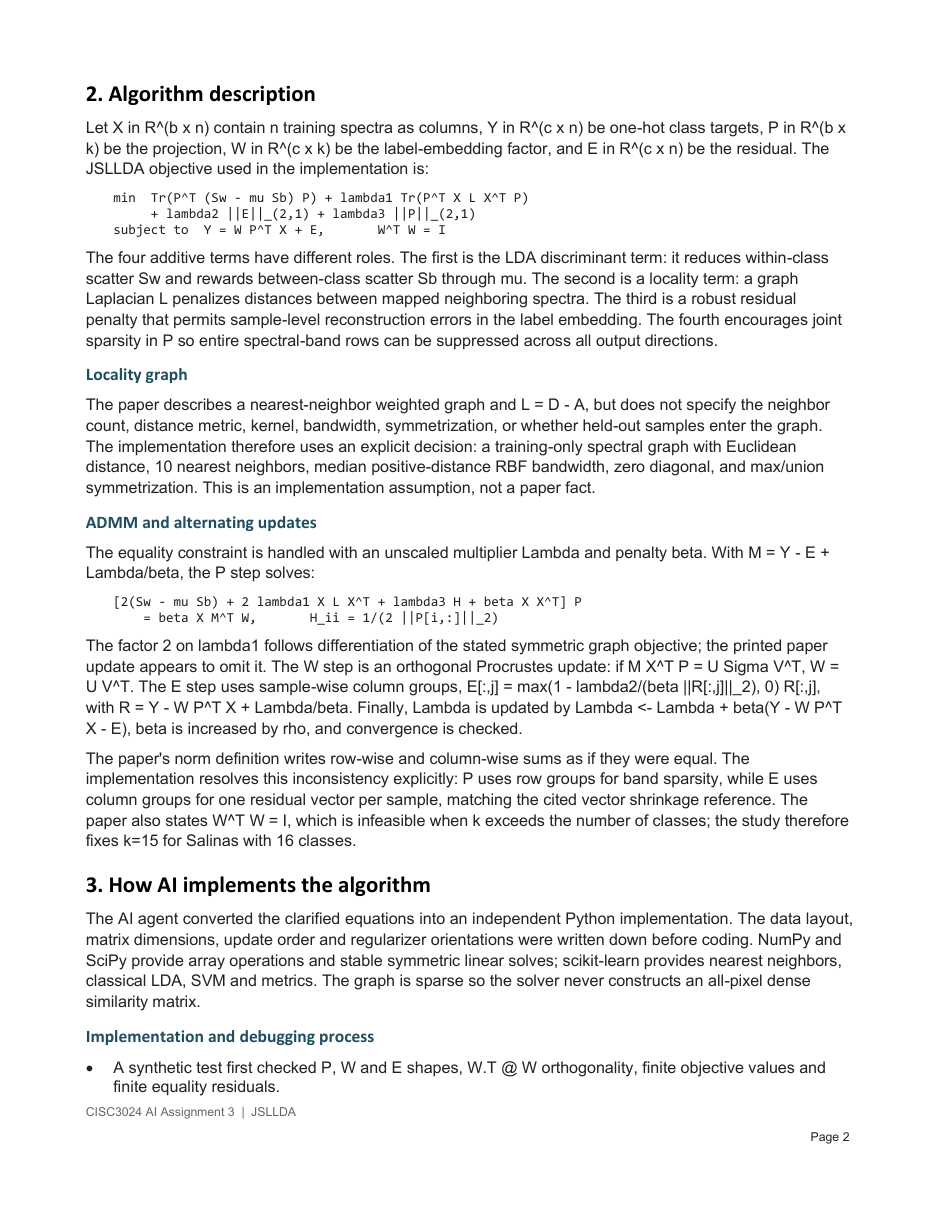 2. Algorithm description
Let X in R^(b x n) contain n training spectra as columns, Y in R^(c x n) be one-hot class targets, P in R^(b x
k) be the projection, W in R^(c x k) be the label-embedding factor, and E in R^(c x n) be the residual. The
JSLLDA objective used in the implementation is:
min  Tr(P^T (Sw - mu Sb) P) + lambda1 Tr(P^T X L X^T P)
+ lambda2 ||E||_(2,1) + lambda3 ||P||_(2,1)
subject to  Y = W P^T X + E,       W^T W = I
The four additive terms have different roles. The first is the LDA discriminant term: it reduces within-class
scatter Sw and rewards between-class scatter Sb through mu. The second is a locality term: a graph
Laplacian L penalizes distances between mapped neighboring spectra. The third is a robust residual
penalty that permits sample-level reconstruction errors in the label embedding. The fourth encourages joint
sparsity in P so entire spectral-band rows can be suppressed across all output directions.
Locality graph
The paper describes a nearest-neighbor weighted graph and L = D - A, but does not specify the neighbor
count, distance metric, kernel, bandwidth, symmetrization, or whether held-out samples enter the graph.
The implementation therefore uses an explicit decision: a training-only spectral graph with Euclidean
distance, 10 nearest neighbors, median positive-distance RBF bandwidth, zero diagonal, and max/union
symmetrization. This is an implementation assumption, not a paper fact.
ADMM and alternating updates
The equality constraint is handled with an unscaled multiplier Lambda and penalty beta. With M = Y - E +
Lambda/beta, the P step solves:
[2(Sw - mu Sb) + 2 lambda1 X L X^T + lambda3 H + beta X X^T] P
= beta X M^T W,       H_ii = 1/(2 ||P[i,:]||_2)
The factor 2 on lambda1 follows differentiation of the stated symmetric graph objective; the printed paper
update appears to omit it. The W step is an orthogonal Procrustes update: if M X^T P = U Sigma V^T, W =
U V^T. The E step uses sample-wise column groups, E[:,j] = max(1 - lambda2/(beta ||R[:,j]||_2), 0) R[:,j],
with R = Y - W P^T X + Lambda/beta. Finally, Lambda is updated by Lambda <- Lambda + beta(Y - W P^T
X - E), beta is increased by rho, and convergence is checked.
The paper's norm definition writes row-wise and column-wise sums as if they were equal. The
implementation resolves this inconsistency explicitly: P uses row groups for band sparsity, while E uses
column groups for one residual vector per sample, matching the cited vector shrinkage reference. The
paper also states W^T W = I, which is infeasible when k exceeds the number of classes; the study therefore
fixes k=15 for Salinas with 16 classes.
3. How AI implements the algorithm
The AI agent converted the clarified equations into an independent Python implementation. The data layout,
matrix dimensions, update order and regularizer orientations were written down before coding. NumPy and
SciPy provide array operations and stable symmetric linear solves; scikit-learn provides nearest neighbors,
classical LDA, SVM and metrics. The graph is sparse so the solver never constructs an all-pixel dense
similarity matrix.
Implementation and debugging process
• A synthetic test first checked P, W and E shapes, W.T @ W orthogonality, finite objective values and
finite equality residuals.
CISC3024 AI Assignment 3 | JSLLDA
Page 2